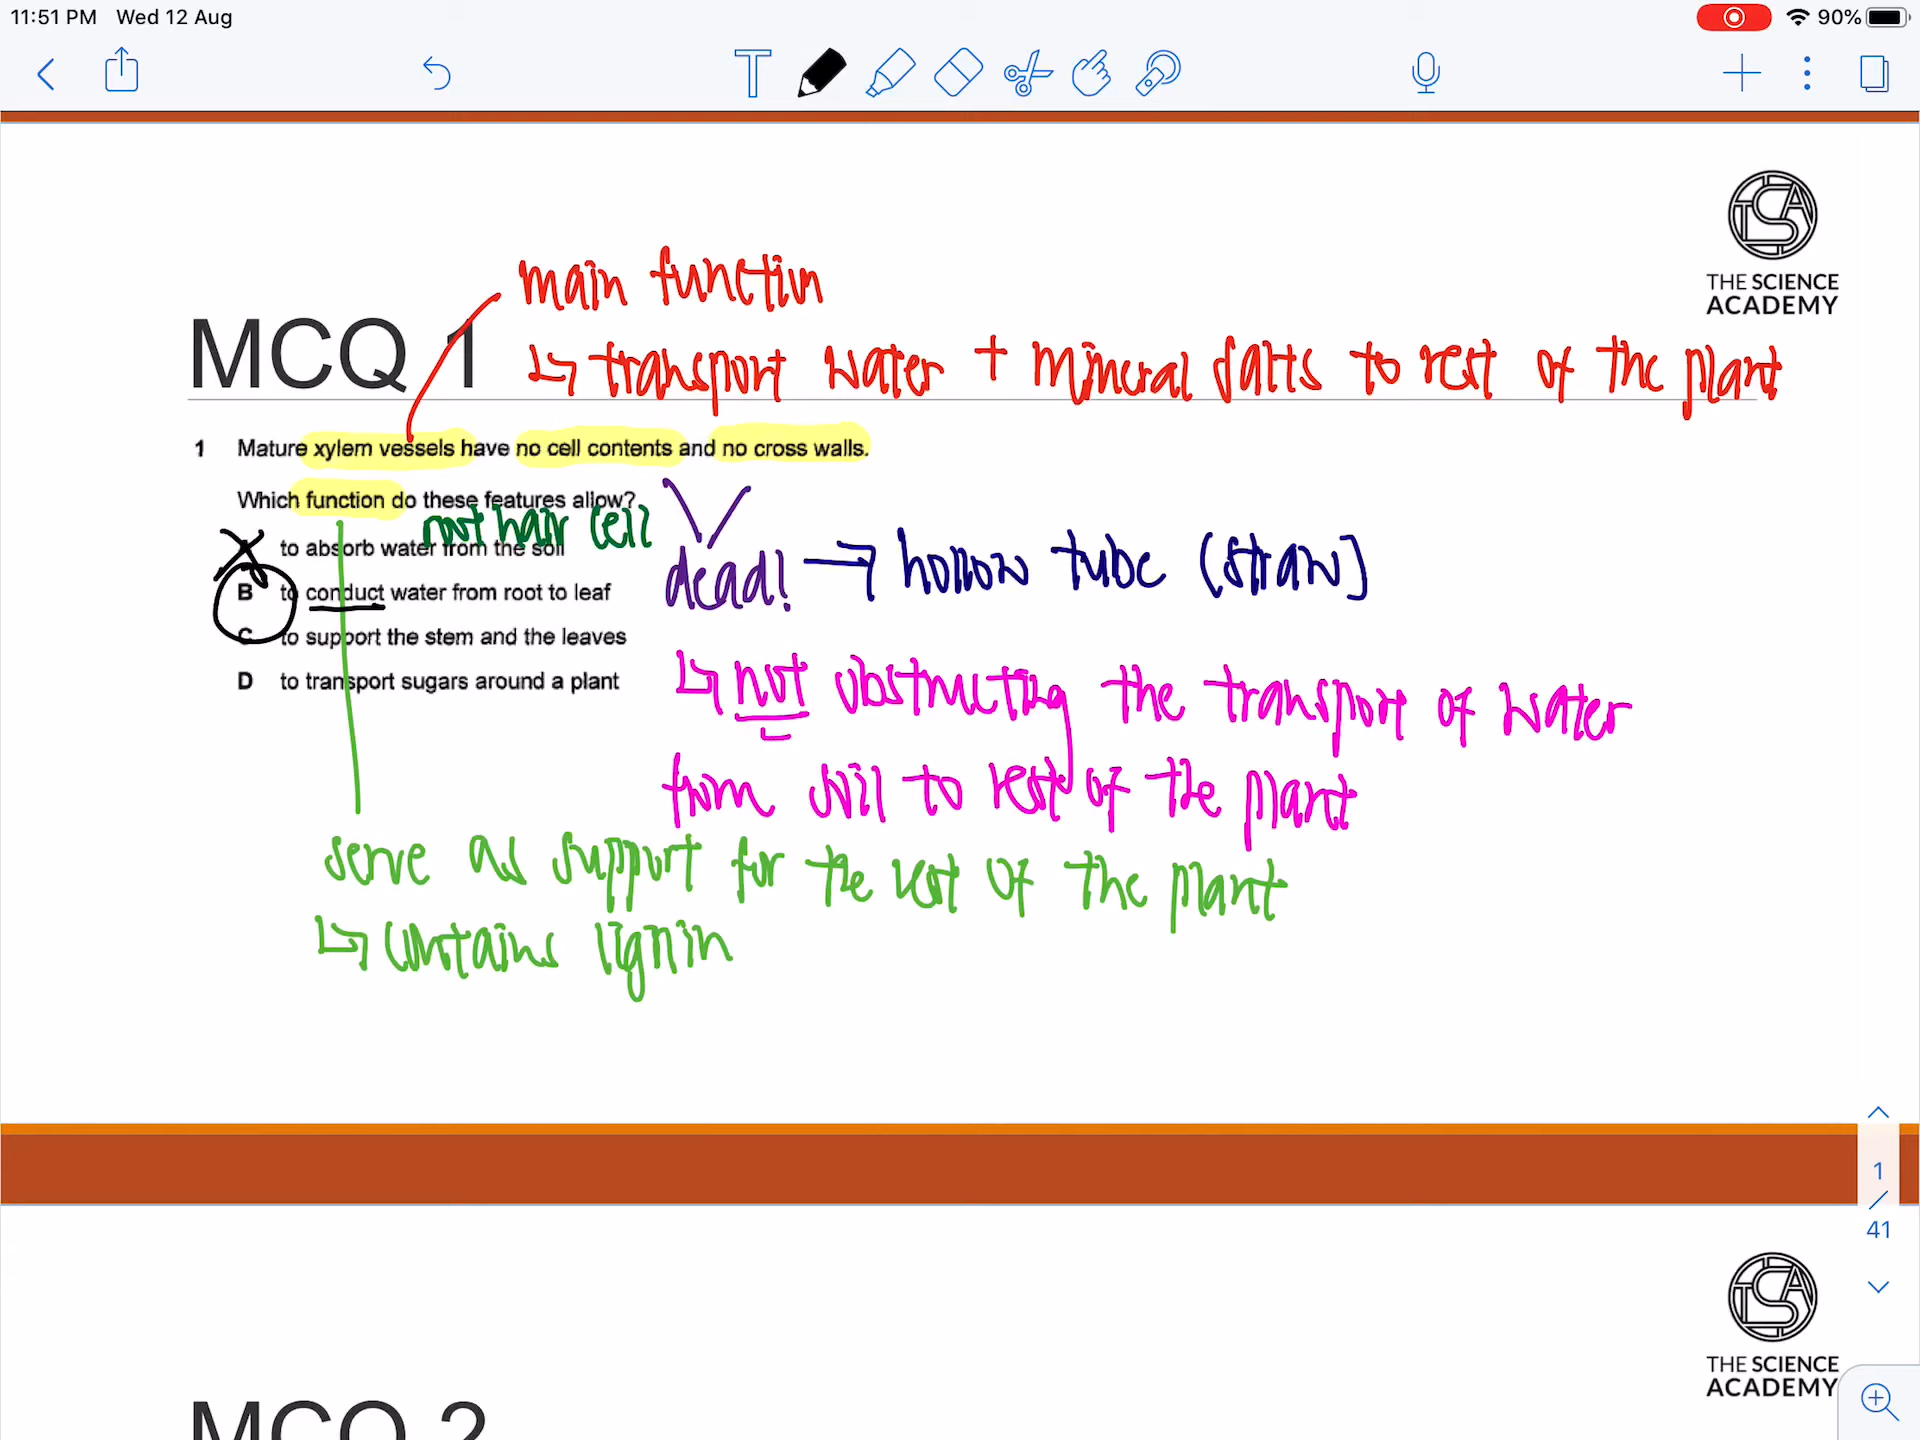 11:51 PM Wed 12 Aug
90%
THE SCIENCE
ACADEMY
main function
MCQ 1
↳ transport water + mineral salts to rest of the plant
1 Mature xylem vessels have no cell contents and no cross walls.
Which function do these features allow?
root hair cell
to absorb water from the soil
dead! → hollow tube (straw)
B to conduct water from root to leaf
C to support the stem and the leaves
D to transport sugars around a plant
↳ not obstructing the transport of water
from soil to rest of the plant
serve as support for the rest of the plant
↳ contains lignin
1
/
41
THE SCIENCE
ACADEMY
MCQ 2